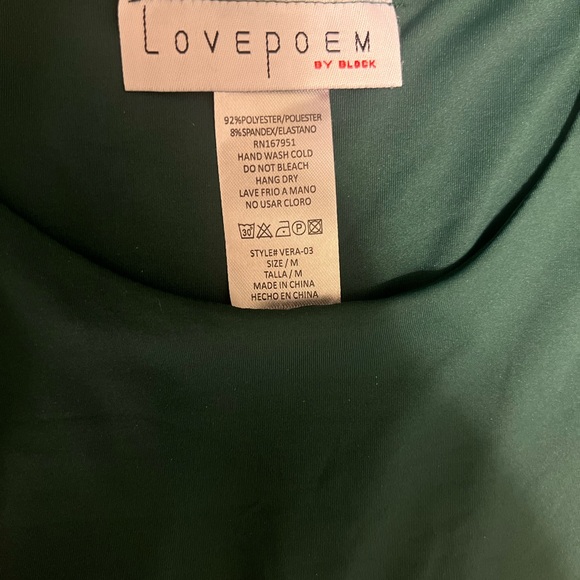 LOVEPOEM
BY BLOCK
92%POLYESTER/POLIESTER
8%SPANDEX/ELASTANO
RN167951
HAND WASH COLD
DO NOT BLEACH
HANG DRY
LAVE FRIO A MANO
NO USAR CLORO
30 P
STYLE# VERA-03
SIZE / M
TALLA / M
MADE IN CHINA
HECHO EN CHINA